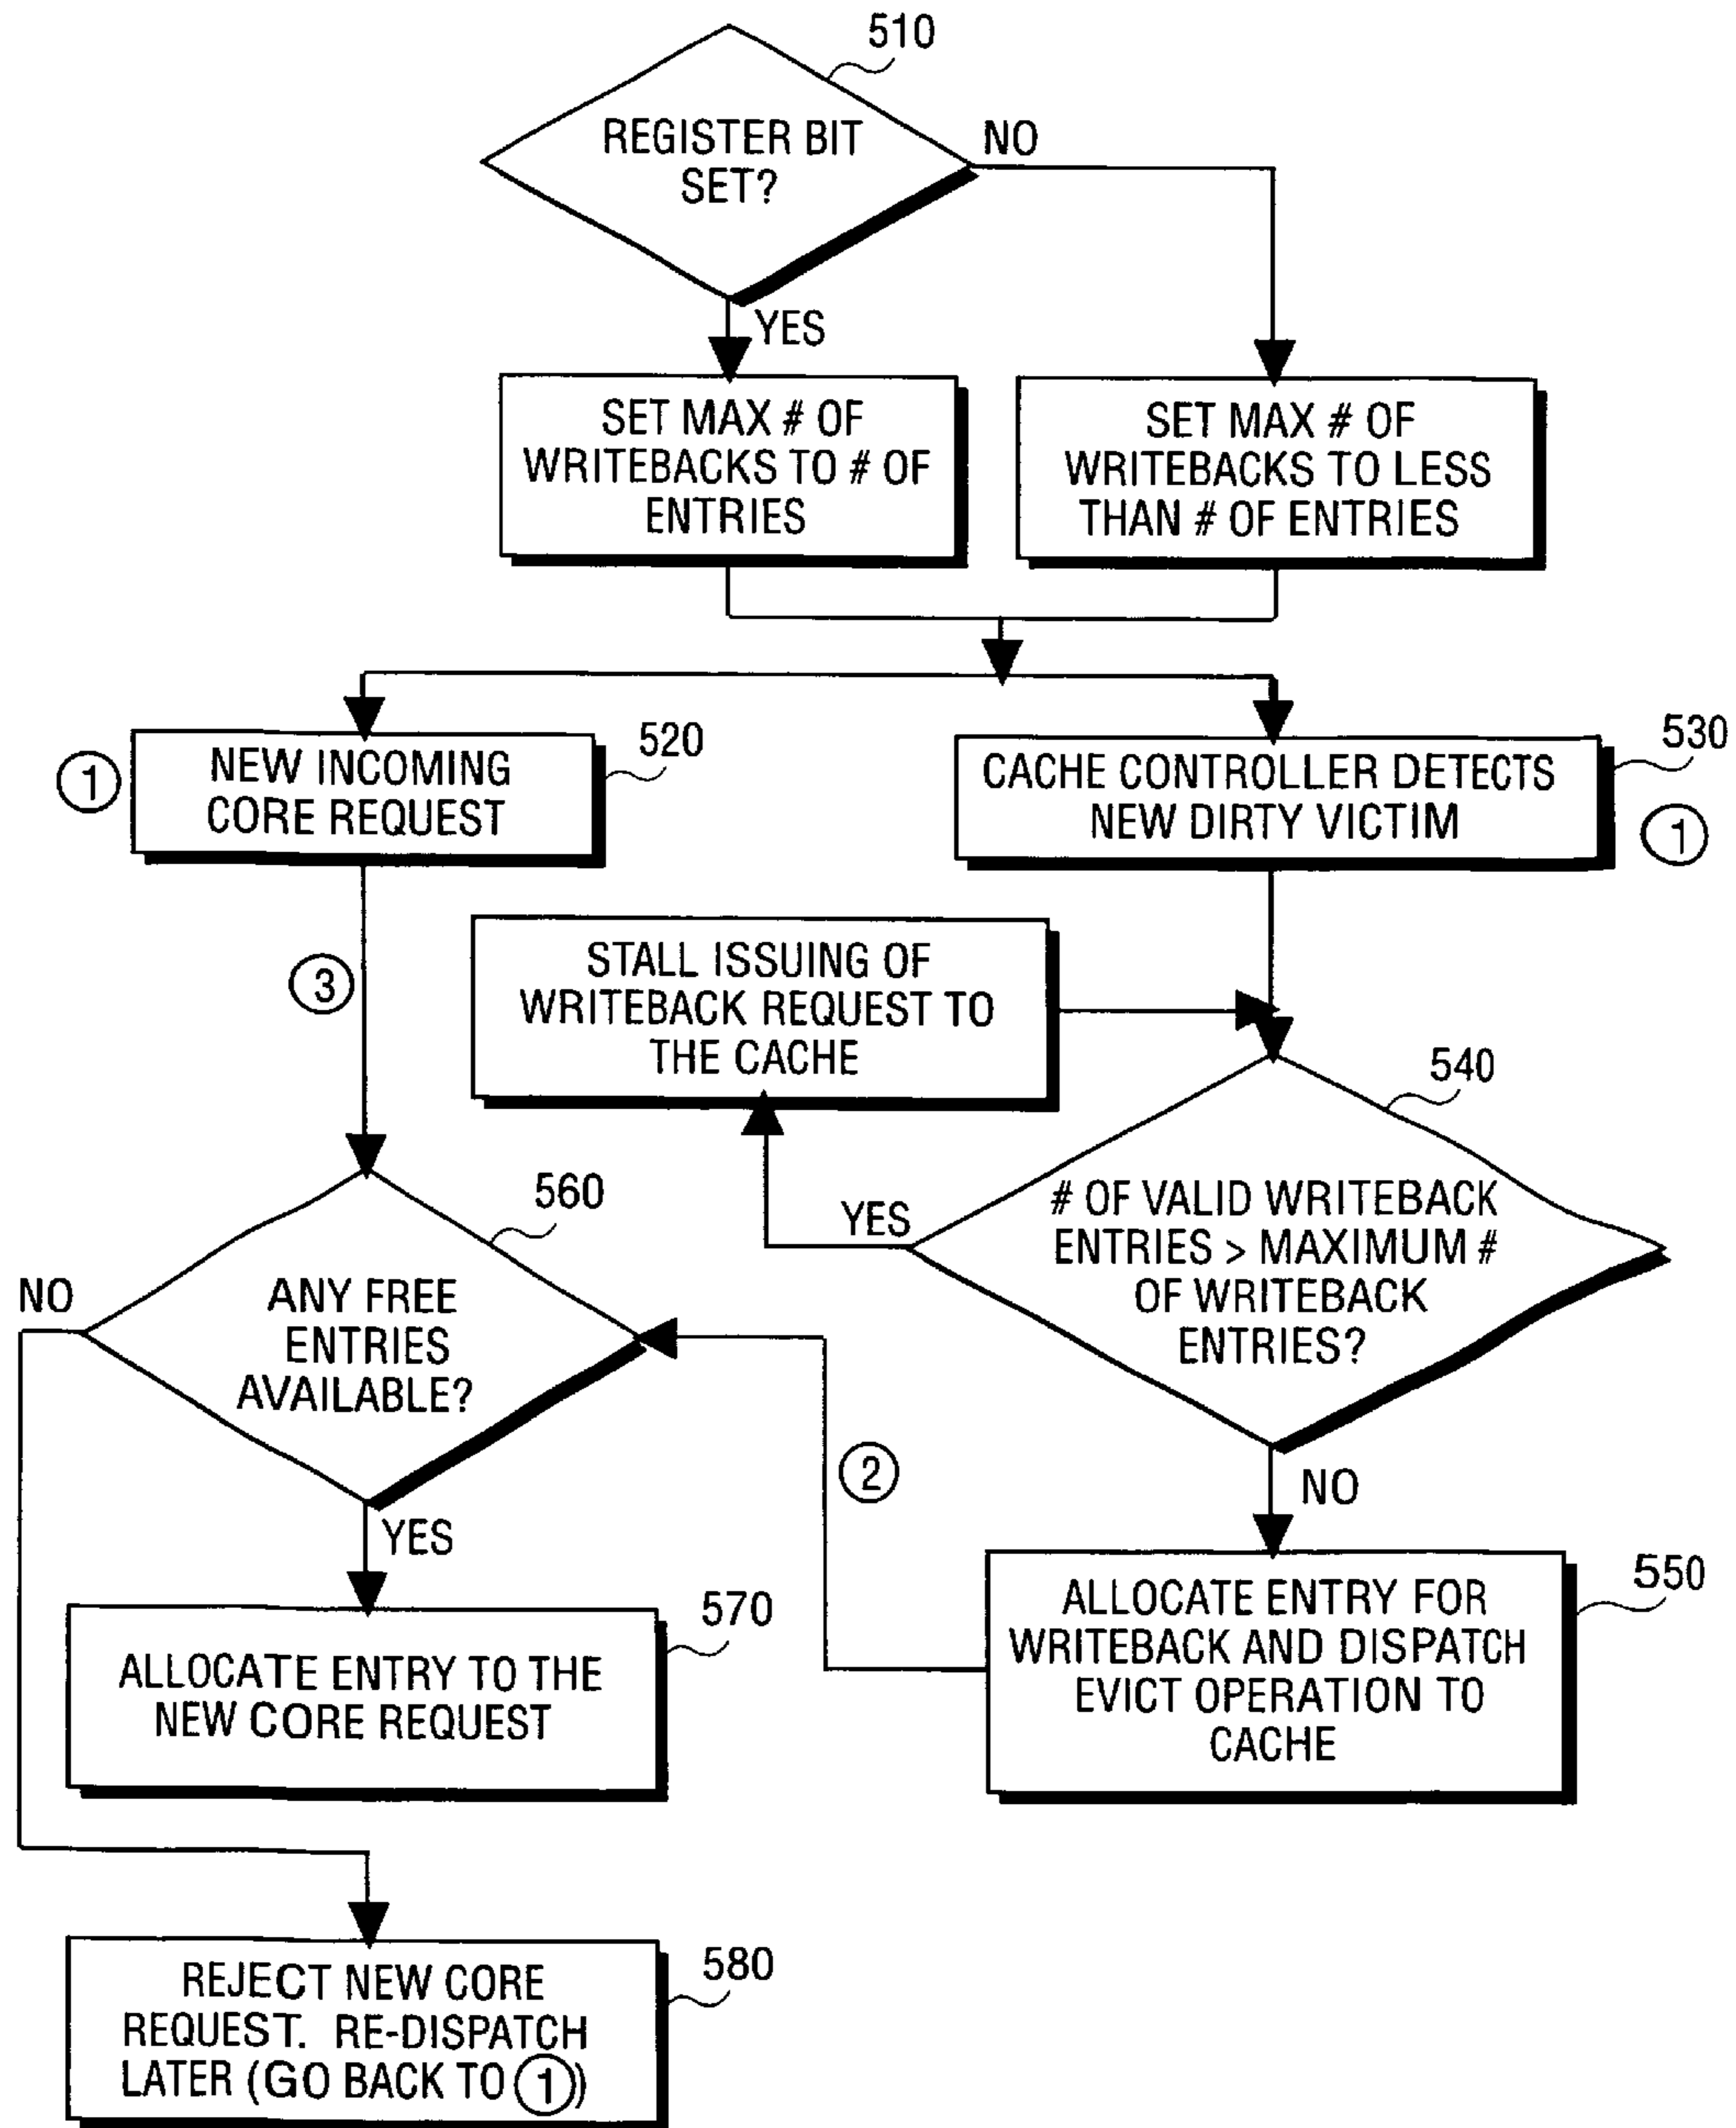 510
REGISTER BIT
SET?
NO
YES
SET MAX # OF
WRITEBACKS TO # OF
ENTRIES
SET MAX # OF
WRITEBACKS TO LESS
THAN # OF ENTRIES
1
NEW INCOMING
CORE REQUEST
520
CACHE CONTROLLER DETECTS
NEW DIRTY VICTIM
530
1
STALL ISSUING OF
WRITEBACK REQUEST TO
THE CACHE
3
540
# OF VALID WRITEBACK
ENTRIES > MAXIMUM #
OF WRITEBACK
ENTRIES?
YES
NO
560
ANY FREE
ENTRIES
AVAILABLE?
NO
YES
2
550
ALLOCATE ENTRY FOR
WRITEBACK AND DISPATCH
EVICT OPERATION TO
CACHE
570
ALLOCATE ENTRY TO THE
NEW CORE REQUEST
580
REJECT NEW CORE
REQUEST. RE-DISPATCH
LATER (GO BACK TO 1)